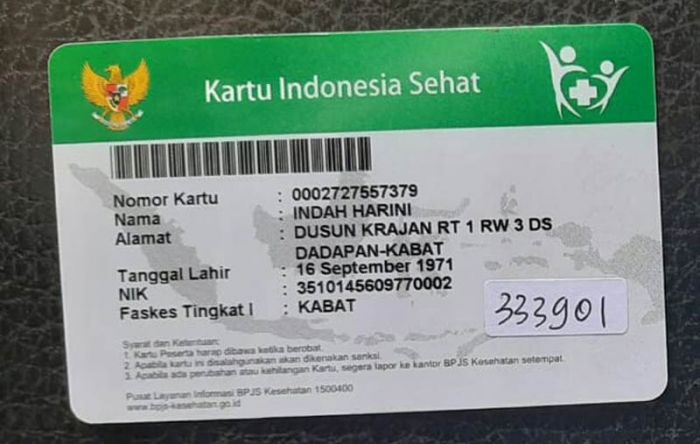 Kartu Indonesia Sehat
Nomor Kartu : 0002727557379
Nama : INDAH HARINI
Alamat : DUSUN KRAJAN RT 1 RW 3 DS
DADAPAN-KABAT
Tanggal Lahir : 16 September 1971
NIK : 3510145609770002
Faskes Tingkat I : KABAT
333901
Syarat dan Ketentuan:
1. Kartu Peserta harap dibawa ketika berobat.
2. Apabila kartu ini disalahgunakan akan dikenakan sanksi.
3. Apabila ada perubahan atau kehilangan Kartu, segera lapor ke kantor BPJS Kesehatan setempat.
Pusat Layanan Informasi BPJS Kesehatan 1500400
www.bpjs-kesehatan.go.id